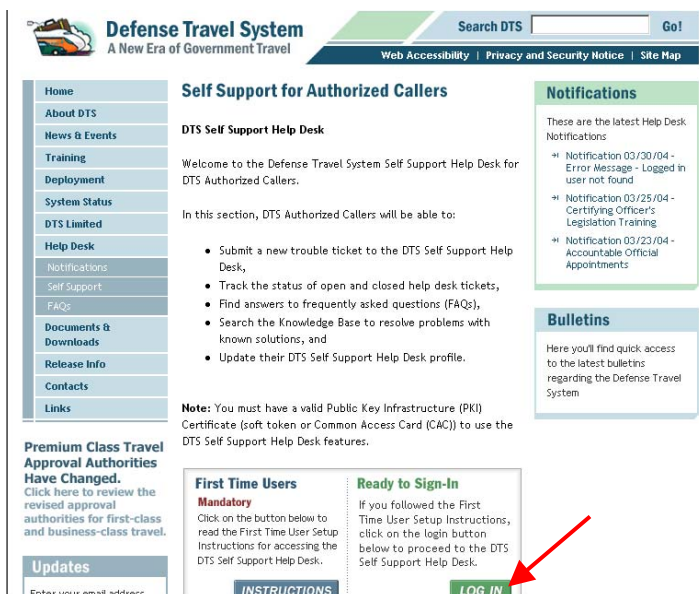 Defense Travel System
A New Era of Government Travel
Search DTS
Go!
Web Accessibility | Privacy and Security Notice | Site Map
Home
About DTS
News & Events
Training
Deployment
System Status
DTS Limited
Help Desk
Notifications
Self Support
FAQs
Documents &
Downloads
Release Info
Contacts
Links
Premium Class Travel
Approval Authorities
Have Changed.
Click here to review the
revised approval
authorities for first-class
and business-class travel.
Updates
Enter your email address
Self Support for Authorized Callers
DTS Self Support Help Desk
Welcome to the Defense Travel System Self Support Help Desk for
DTS Authorized Callers.
In this section, DTS Authorized Callers will be able to:
• Submit a new trouble ticket to the DTS Self Support Help
Desk,
• Track the status of open and closed help desk tickets,
• Find answers to frequently asked questions (FAQs),
• Search the Knowledge Base to resolve problems with
known solutions, and
• Update their DTS Self Support Help Desk profile.
Note: You must have a valid Public Key Infrastructure (PKI)
Certificate (soft token or Common Access Card (CAC)) to use the
DTS Self Support Help Desk features.
First Time Users
Mandatory
Click on the button below to
read the First Time User Setup
Instructions for accessing the
DTS Self Support Help Desk.
INSTRUCTIONS
Ready to Sign-In
If you followed the First
Time User Setup Instructions,
click on the login button
below to proceed to the DTS
Self Support Help Desk.
LOG IN
Notifications
These are the latest Help Desk
Notifications
Notification 03/30/04 -
Error Message - Logged in
user not found
Notification 03/25/04 -
Certifying Officer's
Legislation Training
Notification 03/23/04 -
Accountable Official
Appointments
Bulletins
Here you'll find quick access
to the latest bulletins
regarding the Defense Travel
System